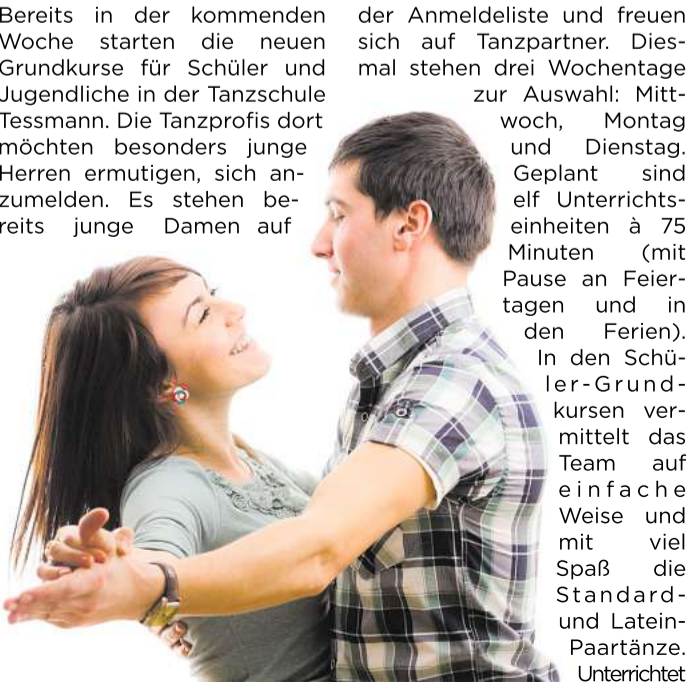 Bereits in der kommenden
Woche starten die neuen
Grundkurse für Schüler und
Jugendliche in der Tanzschule
Tessmann. Die Tanzprofis dort
möchten besonders junge
Herren ermutigen, sich an-
zumelden. Es stehen be-
reits junge Damen auf
der Anmeldeliste und freuen
sich auf Tanzpartner. Dies-
mal stehen drei Wochentage
zur Auswahl: Mitt-
woch, Montag
und Dienstag.
Geplant sind
elf Unterrichts-
einheiten à 75
Minuten (mit
Pause an Feier-
tagen und in
den Ferien).
In den Schü-
ler-Grund-
kursen ver-
mittelt das
Team auf
einfache
Weise und
mit viel
Spaß die
Standard-
und Latein-
Paartänze.
Unterrichtet